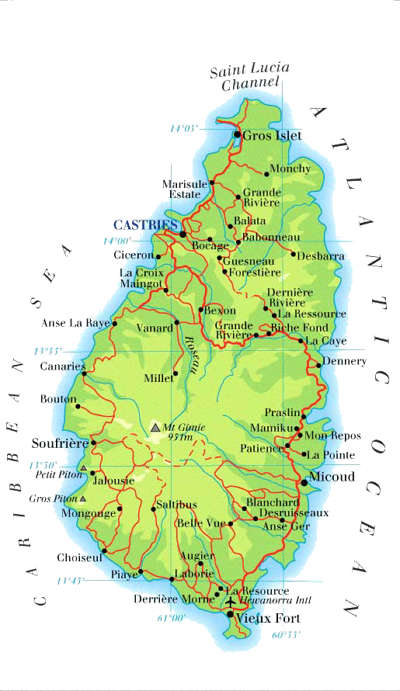 Saint Lucia
Channel
ATLANTIC OCEAN
CARIBBEAN SEA
14°05'
Gros Islet
Monchy
Marisule
Estate
Grande
Rivière
CASTRIES
Balata
14°00'
Bocage
Babonneau
Ciceron
Guesneau
Desbarra
Forestière
La Croix
Maingot
Dernière
Rivière
Bexon
La Ressource
Anse La Raye
Vanard
Grande
Rivière
Riche Fond
La Caye
Roseau
13°55'
Canaries
Millet
Dennery
Bouton
Praslin
Mt Gimie
951m
Mamiku
Mon Repos
Soufrière
Patience
La Pointe
13°50'
Petit Piton
Jalousie
Micoud
Gros Piton
Mongouge
Saltibus
Blanchard
Desruisseaux
Belle Vue
Anse Ger
Choiseul
Augier
Piaye
Laborie
13°45'
La Resource
Derrière Morne
Hewanorra Intl
61°00'
Vieux Fort
60°55'